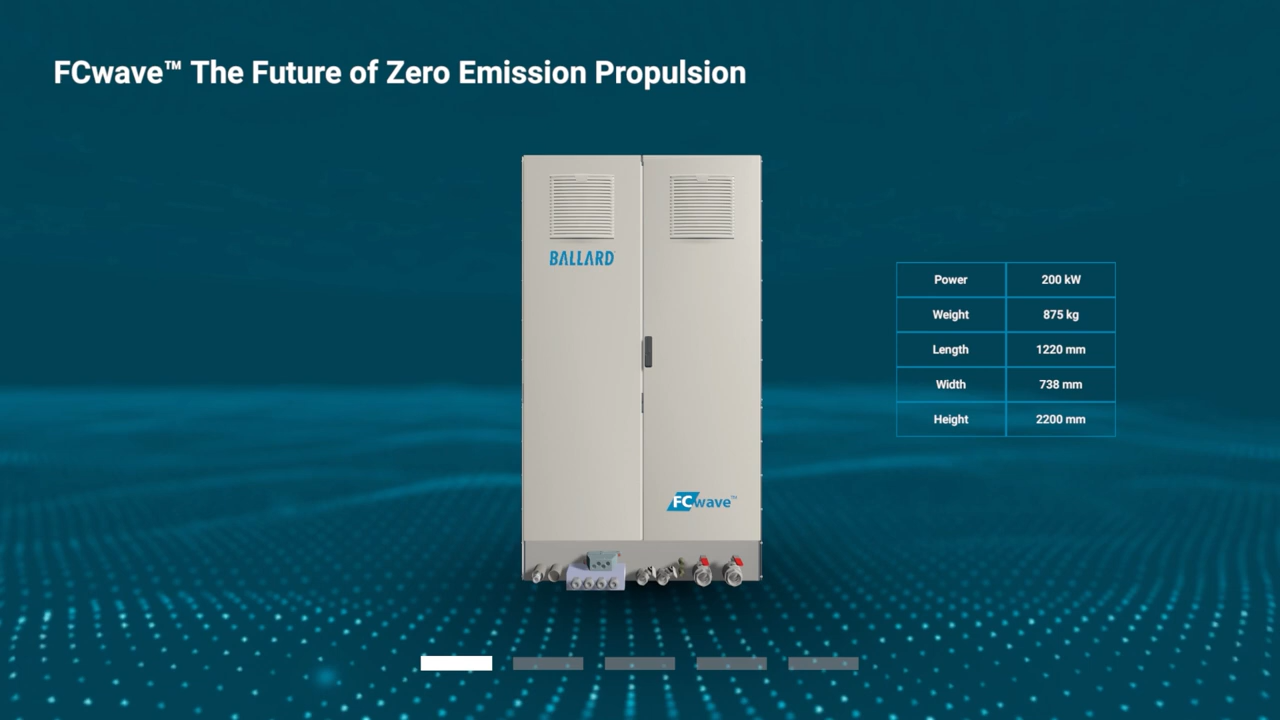 FCwave™ The Future of Zero Emission Propulsion
BALLARD
FCwave™
Power 200 kW
Weight 875 kg
Length 1220 mm
Width 738 mm
Height 2200 mm